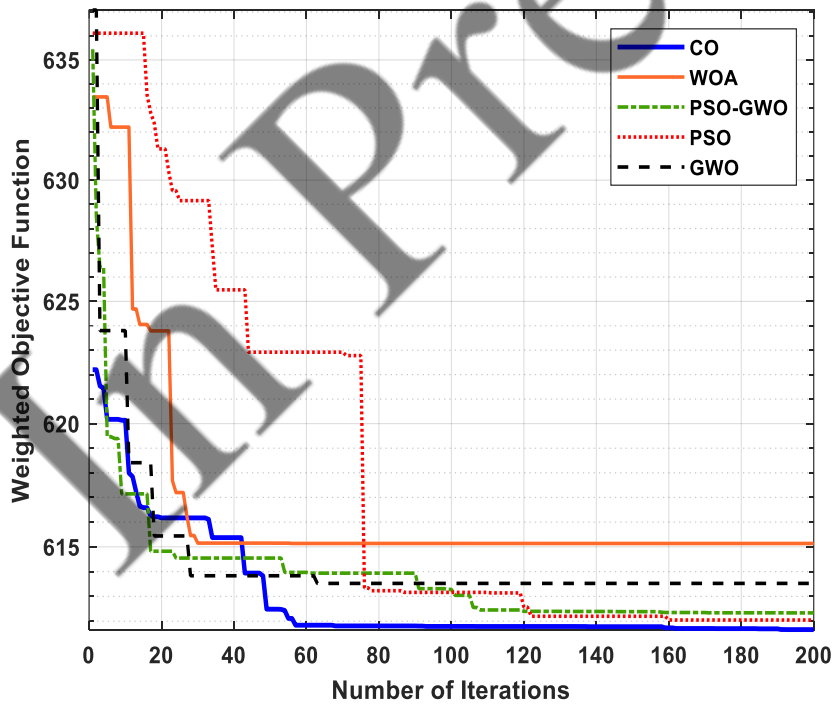 In Pre
635
630
625
620
615
0 20 40 60 80 100 120 140 160 180 200
Weighted Objective Function
Number of Iterations
CO
WOA
PSO-GWO
PSO
GWO